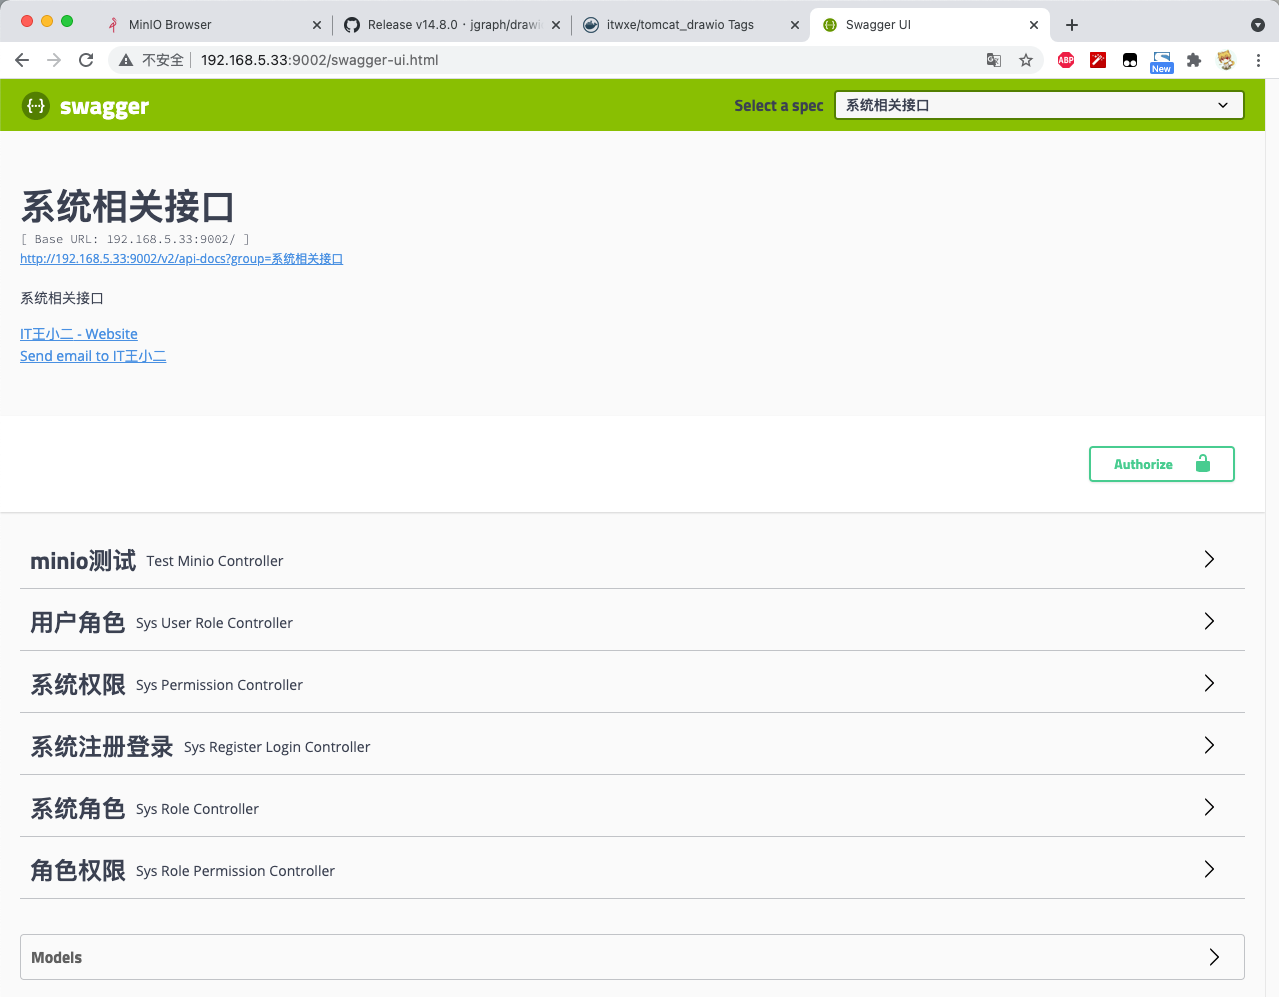 MinIO Browser
Release v14.8.0 · jgraph/drawi
itwxe/tomcat_drawio Tags
Swagger UI
不安全
192.168.5.33:9002/swagger-ui.html
ABP
New
{···} swagger
Select a spec
系统相关接口
系统相关接口
[ Base URL: 192.168.5.33:9002/ ]
http://192.168.5.33:9002/v2/api-docs?group=系统相关接口
系统相关接口
IT王小二 - Website
Send email to IT王小二
Authorize
minio测试 Test Minio Controller
用户角色 Sys User Role Controller
系统权限 Sys Permission Controller
系统注册登录 Sys Register Login Controller
系统角色 Sys Role Controller
角色权限 Sys Role Permission Controller
Models